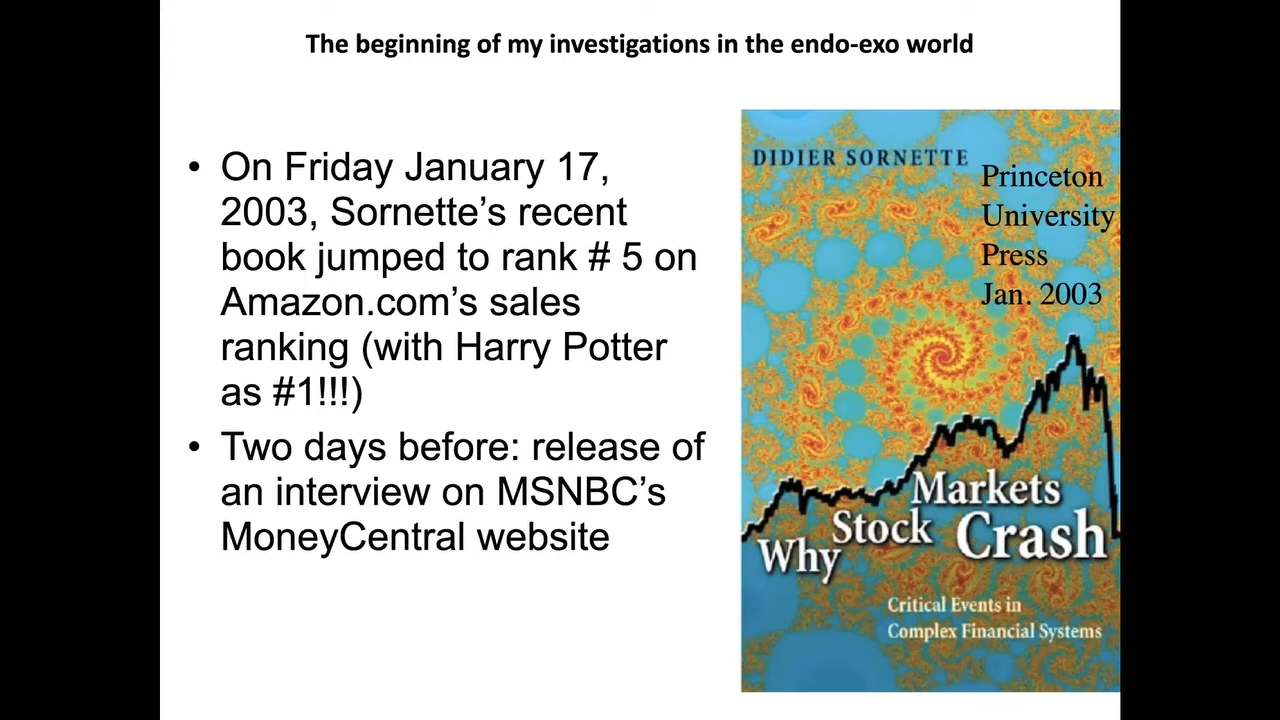 The beginning of my investigations in the endo-exo world
• On Friday January 17,
2003, Sornette’s recent
book jumped to rank # 5 on
Amazon.com’s sales
ranking (with Harry Potter
as #1!!!)
• Two days before: release of
an interview on MSNBC’s
MoneyCentral website
DIDIER SORNETTE
Princeton
University
Press
Jan. 2003
Why Stock Markets Crash
Critical Events in
Complex Financial Systems